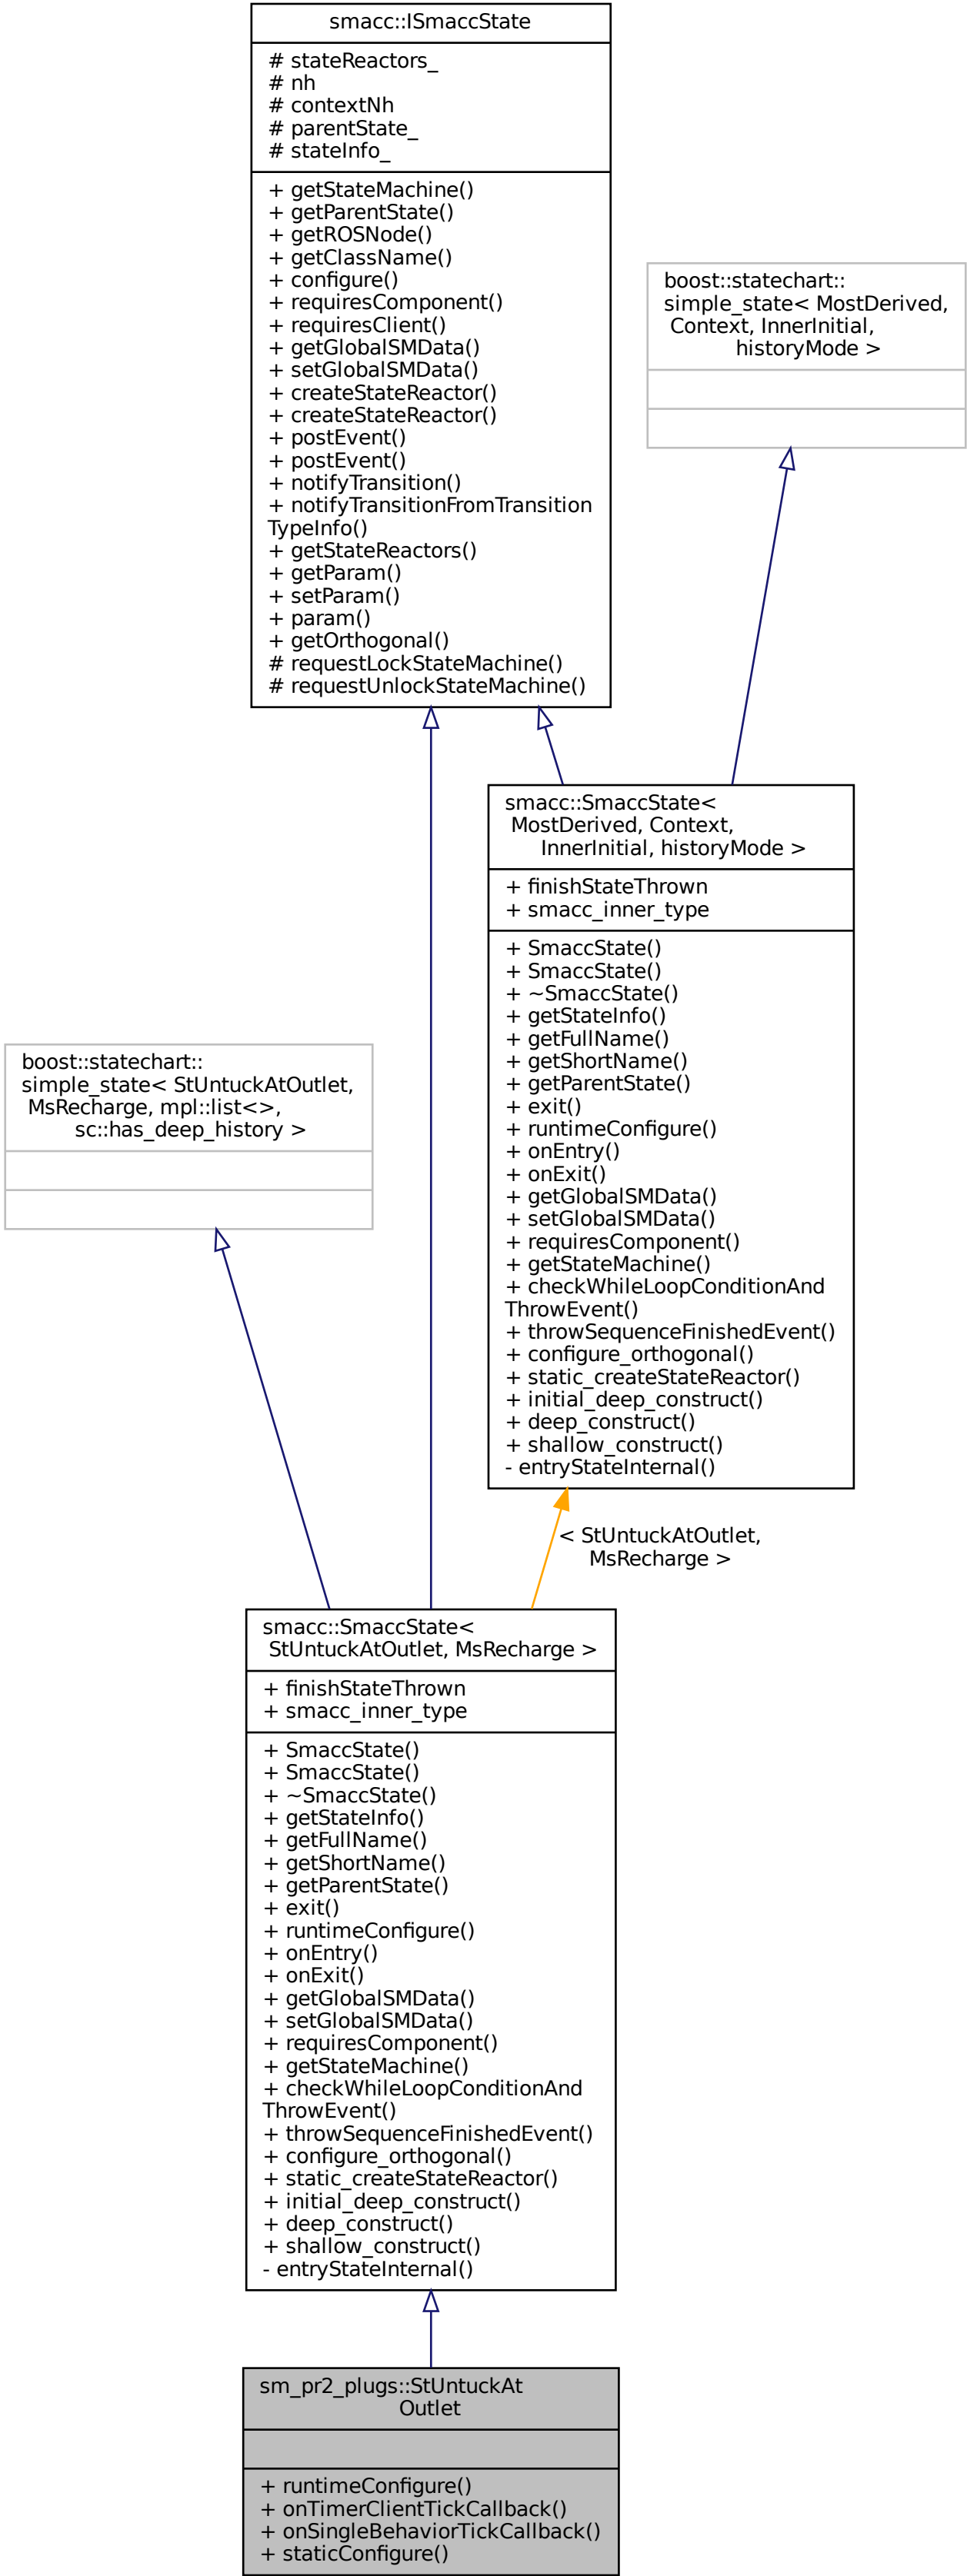 smacc::ISmaccState
# stateReactors_
# nh
# contextNh
# parentState_
# stateInfo_
+ getStateMachine()
+ getParentState()
+ getROSNode()
+ getClassName()
+ configure()
+ requiresComponent()
+ requiresClient()
+ getGlobalSMData()
+ setGlobalSMData()
+ createStateReactor()
+ createStateReactor()
+ postEvent()
+ postEvent()
+ notifyTransition()
+ notifyTransitionFromTransition
TypeInfo()
+ getStateReactors()
+ getParam()
+ setParam()
+ param()
+ getOrthogonal()
# requestLockStateMachine()
# requestUnlockStateMachine()
boost::statechart::
simple_state< MostDerived,
Context, InnerInitial,
historyMode >
smacc::SmaccState<
MostDerived, Context,
InnerInitial, historyMode >
+ finishStateThrown
+ smacc_inner_type
+ SmaccState()
+ SmaccState()
+ ~SmaccState()
+ getStateInfo()
+ getFullName()
+ getShortName()
+ getParentState()
+ exit()
+ runtimeConfigure()
+ onEntry()
+ onExit()
+ getGlobalSMData()
+ setGlobalSMData()
+ requiresComponent()
+ getStateMachine()
+ checkWhileLoopConditionAnd
ThrowEvent()
+ throwSequenceFinishedEvent()
+ configure_orthogonal()
+ static_createStateReactor()
+ initial_deep_construct()
+ deep_construct()
+ shallow_construct()
- entryStateInternal()
boost::statechart::
simple_state< StUntuckAtOutlet,
MsRecharge, mpl::list<>,
sc::has_deep_history >
< StUntuckAtOutlet,
MsRecharge >
smacc::SmaccState<
StUntuckAtOutlet, MsRecharge >
+ finishStateThrown
+ smacc_inner_type
+ SmaccState()
+ SmaccState()
+ ~SmaccState()
+ getStateInfo()
+ getFullName()
+ getShortName()
+ getParentState()
+ exit()
+ runtimeConfigure()
+ onEntry()
+ onExit()
+ getGlobalSMData()
+ setGlobalSMData()
+ requiresComponent()
+ getStateMachine()
+ checkWhileLoopConditionAnd
ThrowEvent()
+ throwSequenceFinishedEvent()
+ configure_orthogonal()
+ static_createStateReactor()
+ initial_deep_construct()
+ deep_construct()
+ shallow_construct()
- entryStateInternal()
sm_pr2_plugs::StUntuckAt
Outlet
+ runtimeConfigure()
+ onTimerClientTickCallback()
+ onSingleBehaviorTickCallback()
+ staticConfigure()